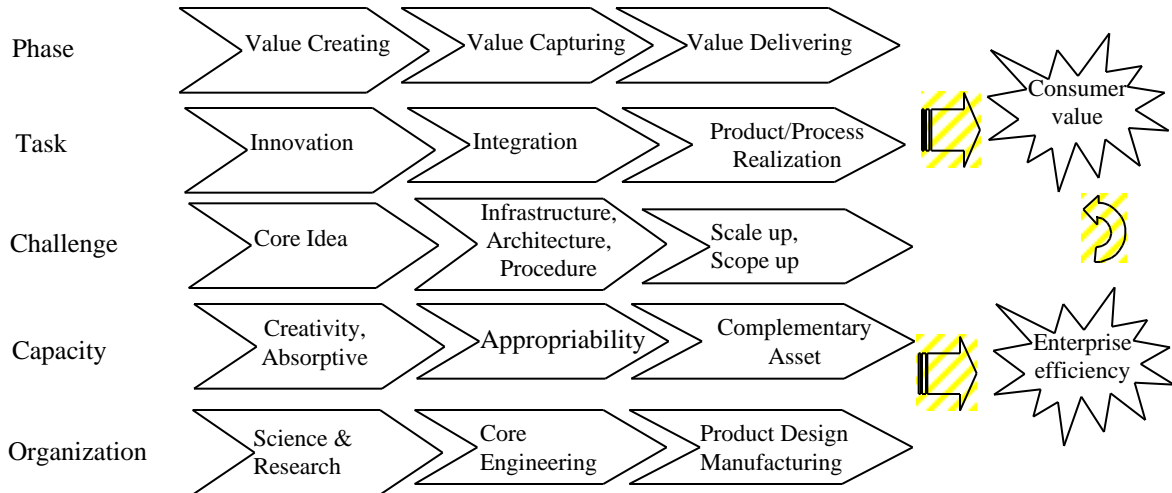 Phase
Value Creating
Value Capturing
Value Delivering
Consumer
value
Task
Innovation
Integration
Product/Process
Realization
Challenge
Core Idea
Infrastructure,
Architecture,
Procedure
Scale up,
Scope up
Capacity
Creativity,
Absorptive
Appropriability
Complementary
Asset
Enterprise
efficiency
Organization
Science &
Research
Core
Engineering
Product Design
Manufacturing